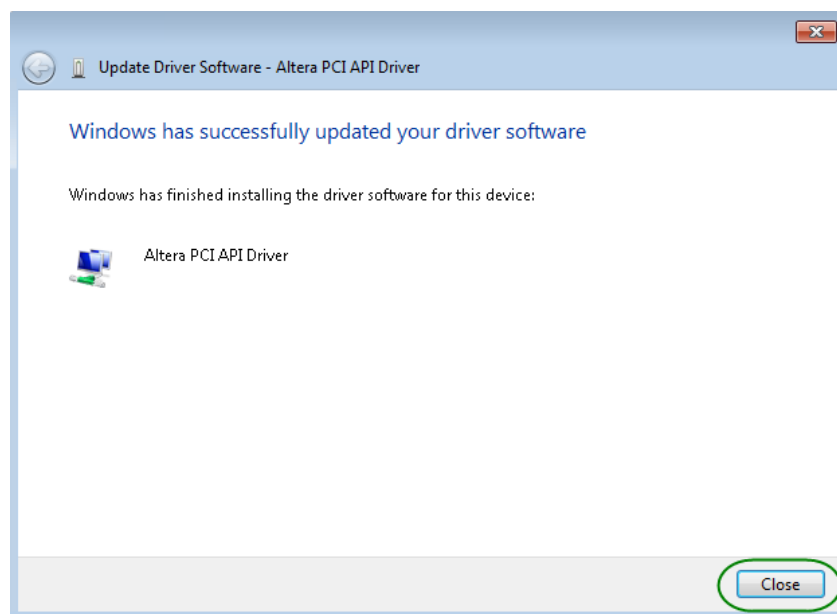 Update Driver Software - Altera PCI API Driver
Windows has successfully updated your driver software
Windows has finished installing the driver software for this device:
Altera PCI API Driver
Close